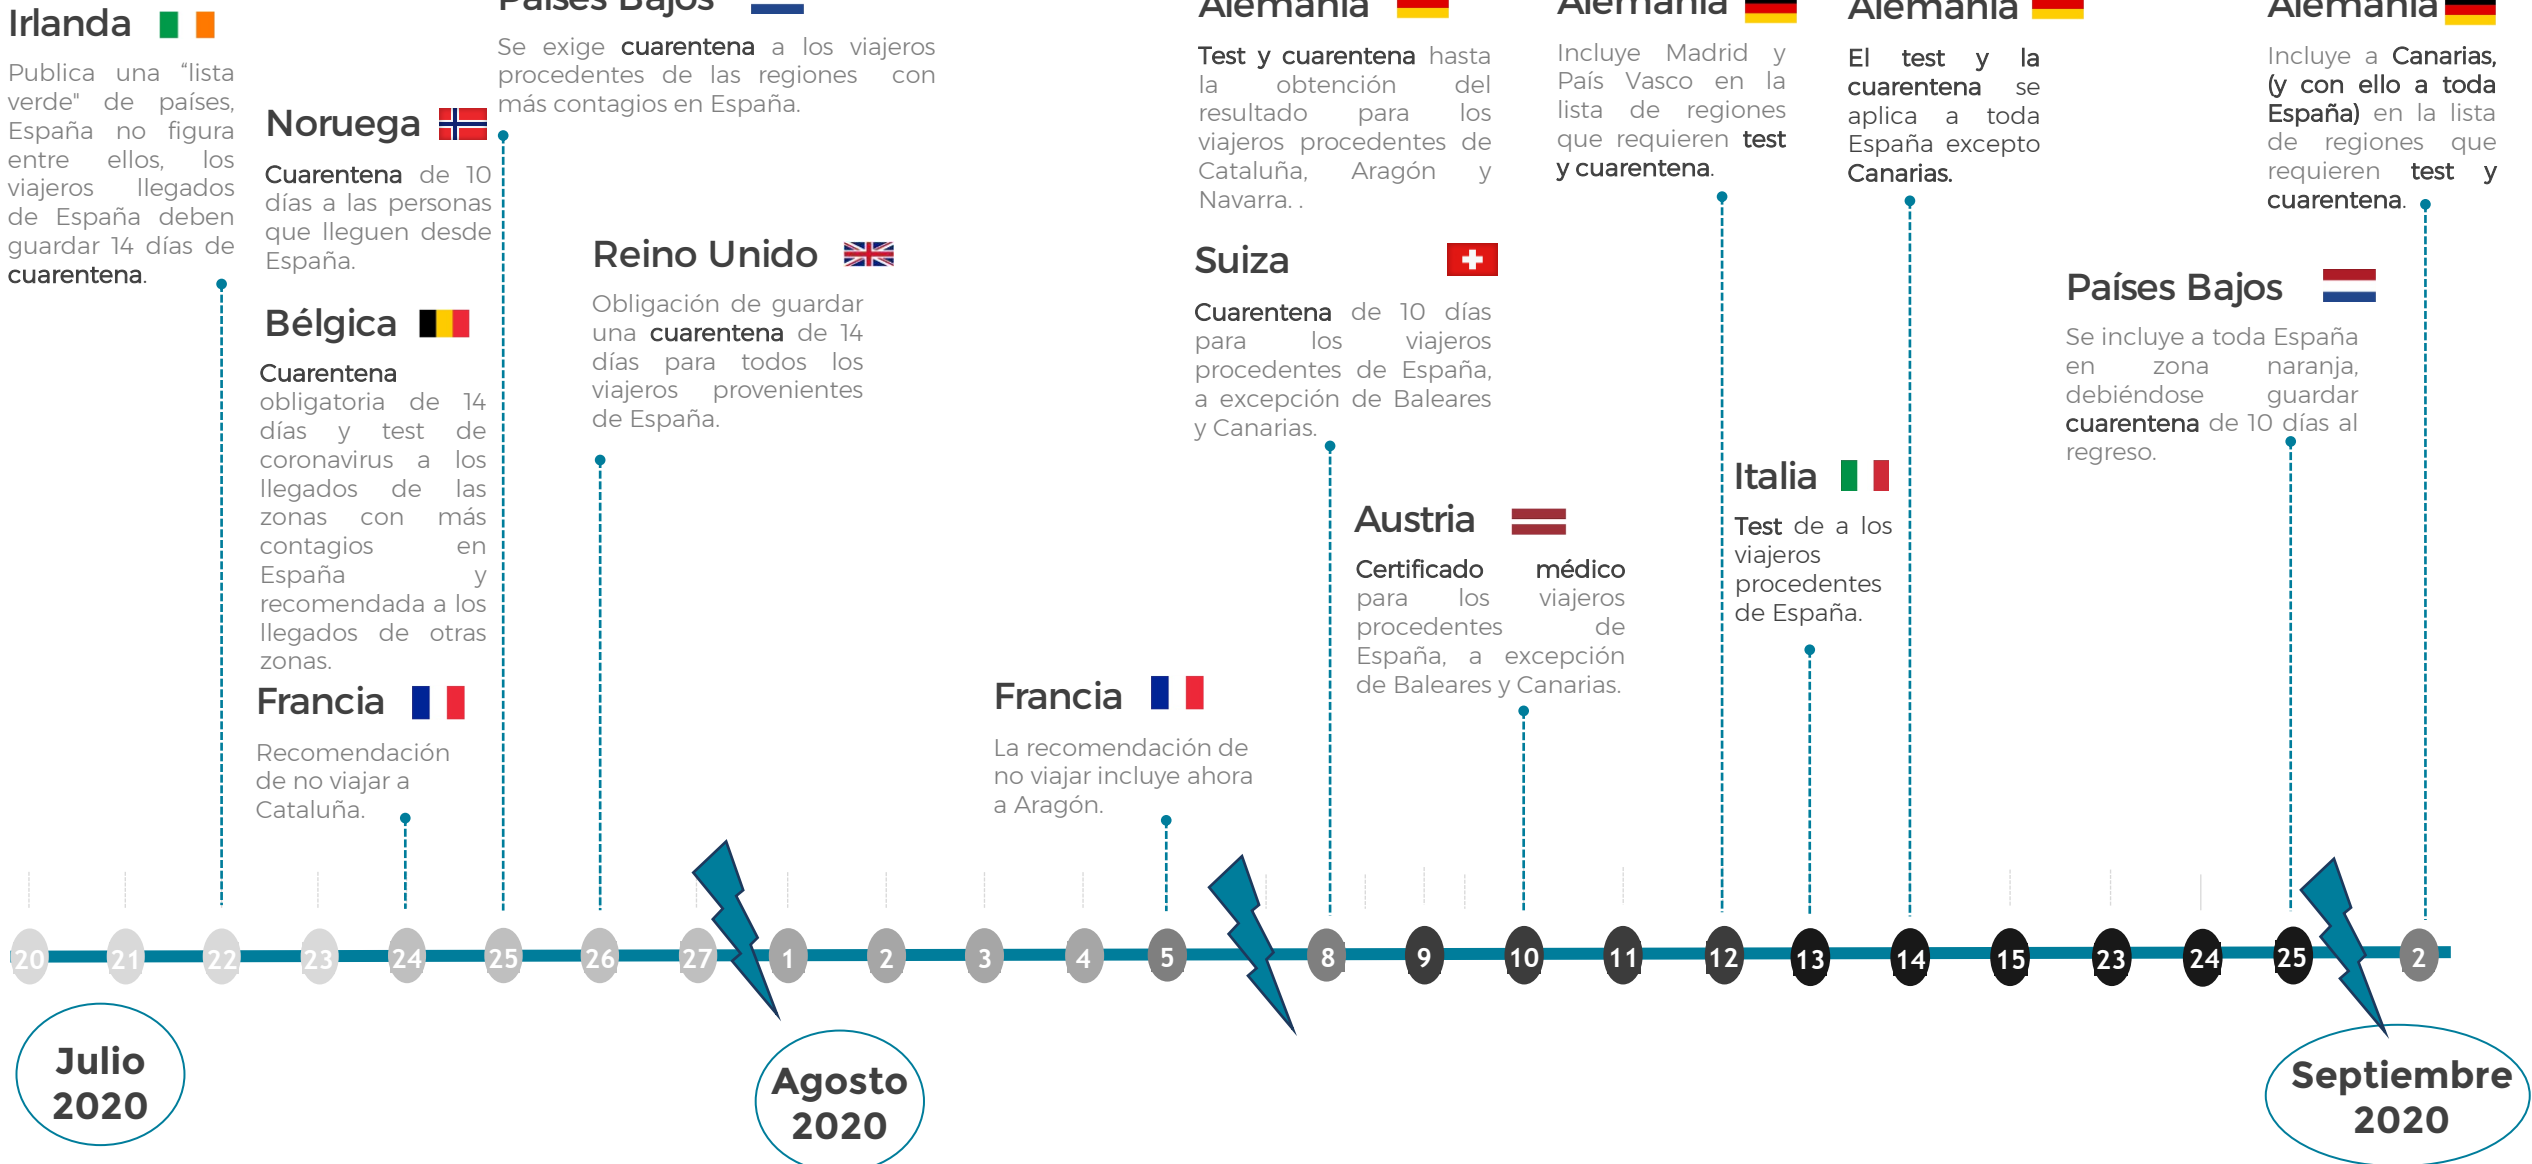 Irlanda
Publica una “lista
verde" de países,
España no figura
entre ellos, los
viajeros llegados
de España deben
guardar 14 días de
cuarentena.
Noruega
Cuarentena de 10
días a las personas
que lleguen desde
España.
Bélgica
Cuarentena
obligatoria de 14
días y test de
coronavirus a los
llegados de las
zonas con más
contagios en
España y
recomendada a los
llegados de otras
zonas.
Francia
Recomendación
de no viajar a
Cataluña.
Países Bajos
Se exige cuarentena a los viajeros
procedentes de las regiones con
más contagios en España.
Reino Unido
Obligación de guardar
una cuarentena de 14
días para todos los
viajeros provenientes
de España.
Francia
La recomendación de
no viajar incluye ahora
a Aragón.
Alemania
Test y cuarentena hasta
la obtención del
resultado para los
viajeros procedentes de
Cataluña, Aragón y
Navarra. .
Suiza
Cuarentena de 10 días
para los viajeros
procedentes de España,
a excepción de Baleares
y Canarias.
Austria
Certificado médico
para los viajeros
procedentes de
España, a excepción
de Baleares y Canarias.
Alemania
Incluye Madrid y
País Vasco en la
lista de regiones
que requieren test
y cuarentena.
Italia
Test de a los
viajeros
procedentes
de España.
Alemania
El test y la
cuarentena se
aplica a toda
España excepto
Canarias.
Países Bajos
Se incluye a toda España
en zona naranja,
debiéndose guardar
cuarentena de 10 días al
regreso.
Alemania
Incluye a Canarias,
(y con ello a toda
España) en la lista
de regiones que
requieren test y
cuarentena.
20 21 22 23 24 25 26 27 1 2 3 4 5 8 9 10 11 12 13 14 15 23 24 25 2
Julio
2020
Agosto
2020
Septiembre
2020